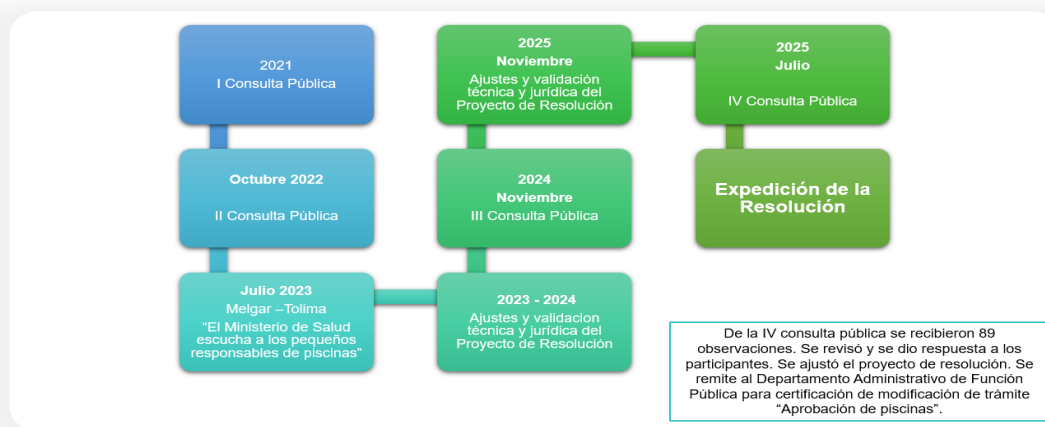 2021
I Consulta Pública
Octubre 2022
II Consulta Pública
Julio 2023
Melgar –Tolima
“El Ministerio de Salud
escucha a los pequeños
responsables de piscinas”
2023 - 2024
Ajustes y validacion
técnica y jurídica del
Proyecto de Resolución
2024
Noviembre
III Consulta Pública
2025
Noviembre
Ajustes y validación
técnica y jurídica del
Proyecto de Resolución
2025
Julio
IV Consulta Pública
Expedición de la
Resolución
De la IV consulta pública se recibieron 89
observaciones. Se revisó y se dio respuesta a los
participantes. Se ajustó el proyecto de resolución. Se
remite al Departamento Administrativo de Función
Pública para certificación de modificación de trámite
“Aprobación de piscinas”.